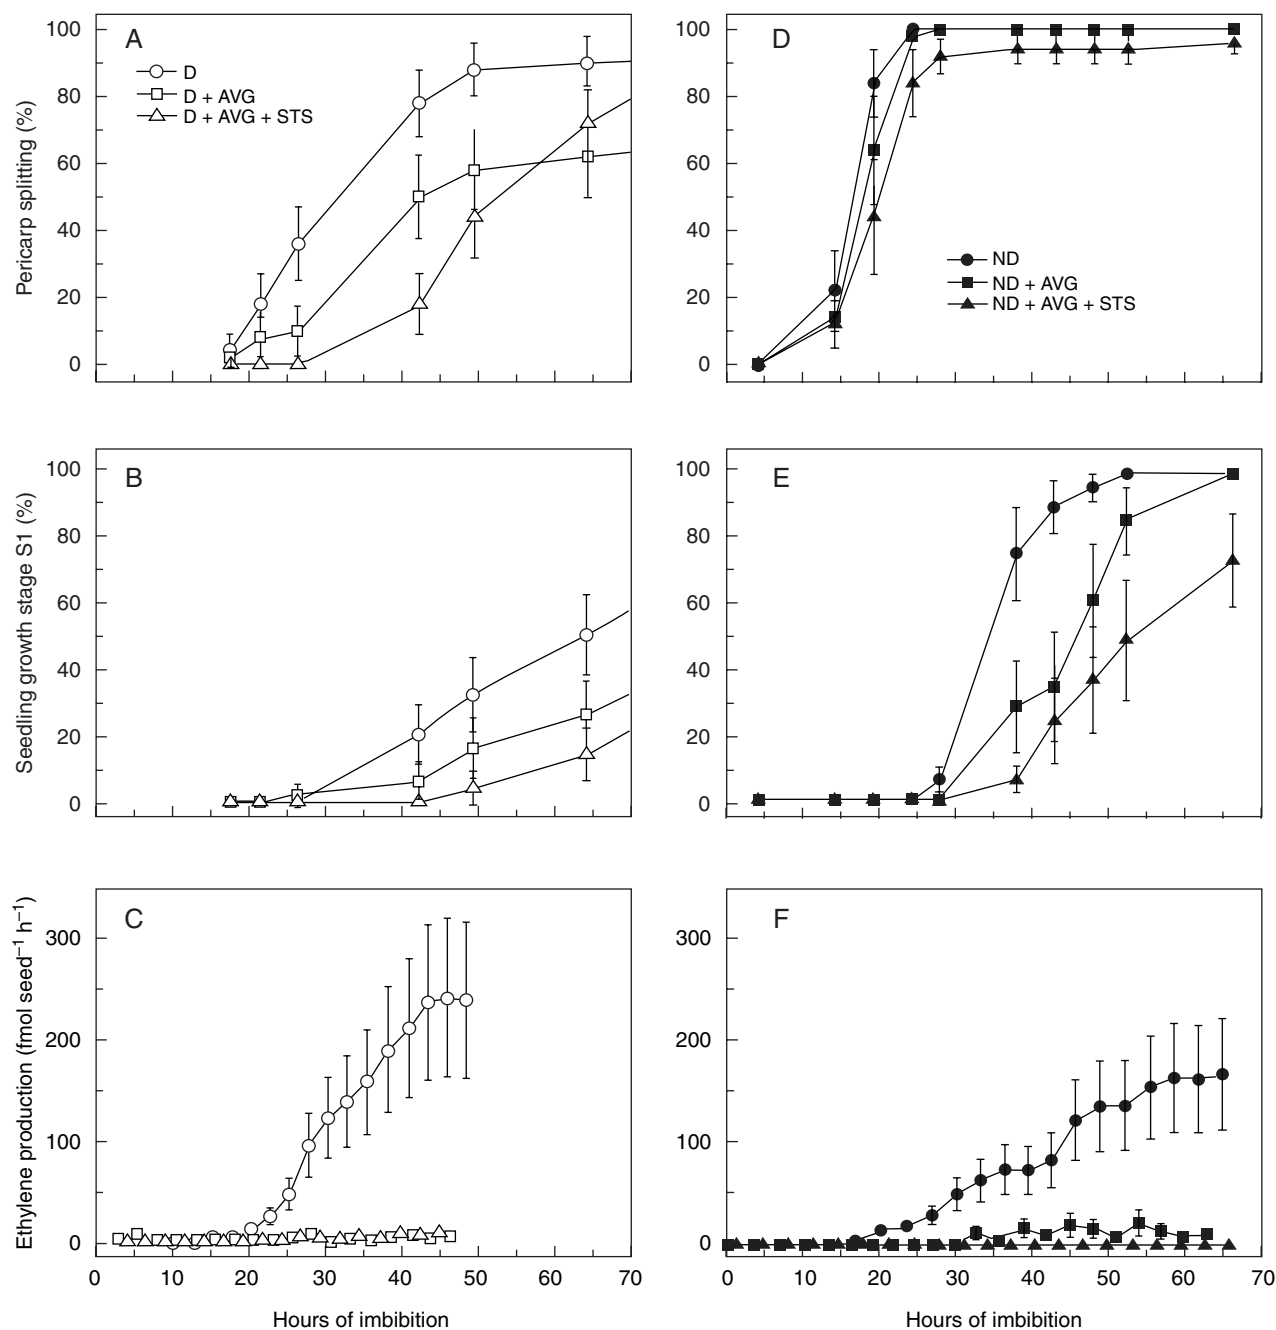 A
D
D + AVG
D + AVG + STS
100
80
60
40
20
0
Pericarp splitting (%)
D
ND
ND + AVG
ND + AVG + STS
100
80
60
40
20
0
B
100
80
60
40
20
0
Seedling growth stage S1 (%)
E
100
80
60
40
20
0
C
300
200
100
0
Ethylene production (fmol seed⁻¹ h⁻¹)
0 10 20 30 40 50 60 70
Hours of imbibition
F
300
200
100
0
0 10 20 30 40 50 60 70
Hours of imbibition